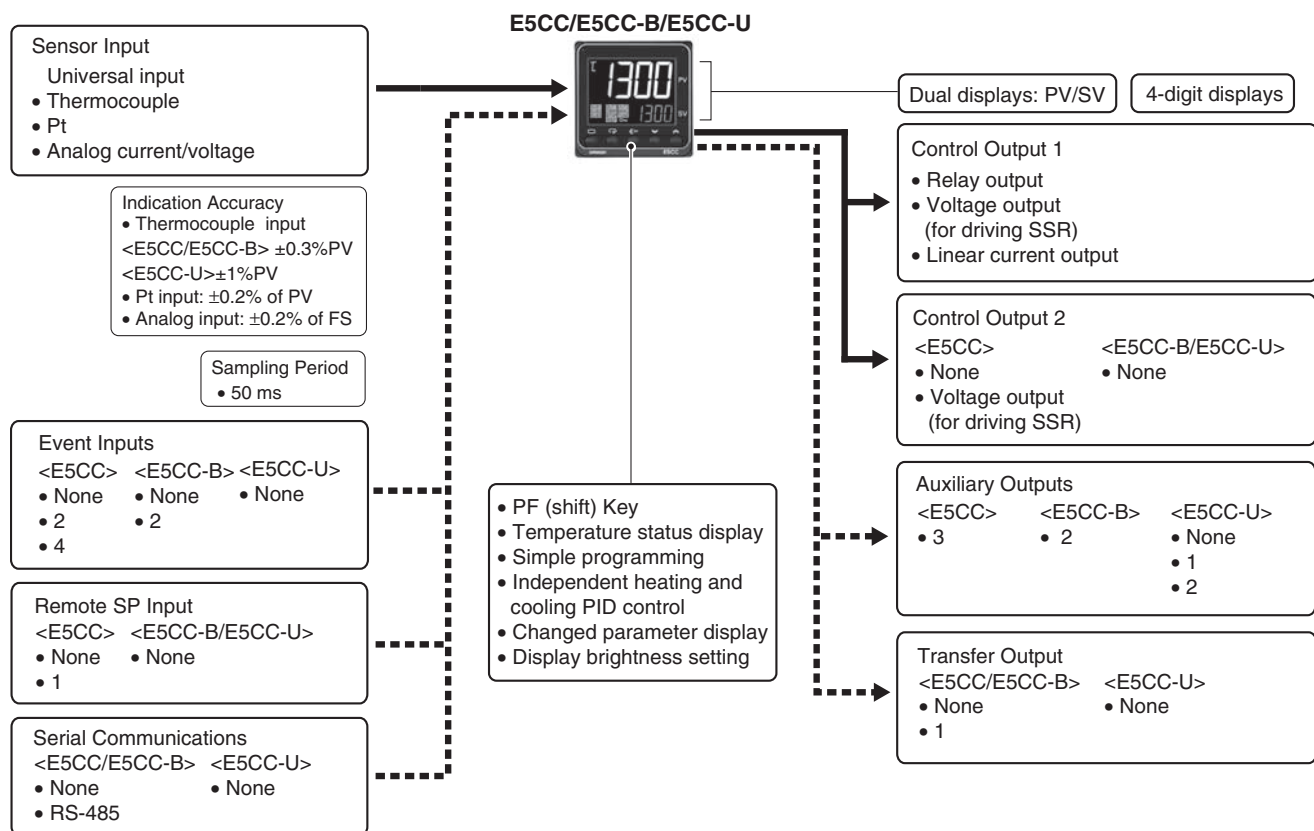 E5CC/E5CC-B/E5CC-U
Sensor Input
Universal input
• Thermocouple
• Pt
• Analog current/voltage
Indication Accuracy
• Thermocouple input
<E5CC/E5CC-B> ±0.3%PV
<E5CC-U>±1%PV
• Pt input: ±0.2% of PV
• Analog input: ±0.2% of FS
Sampling Period
• 50 ms
Event Inputs
<E5CC> <E5CC-B> <E5CC-U>
• None • None • None
• 2 • 2
• 4
Remote SP Input
<E5CC> <E5CC-B/E5CC-U>
• None • None
• 1
Serial Communications
<E5CC/E5CC-B> <E5CC-U>
• None • None
• RS-485
1300
PV
1300
SV
E5CC
• PF (shift) Key
• Temperature status display
• Simple programming
• Independent heating and
cooling PID control
• Changed parameter display
• Display brightness setting
Dual displays: PV/SV
4-digit displays
Control Output 1
• Relay output
• Voltage output
(for driving SSR)
• Linear current output
Control Output 2
<E5CC> <E5CC-B/E5CC-U>
• None • None
• Voltage output
(for driving SSR)
Auxiliary Outputs
<E5CC> <E5CC-B> <E5CC-U>
• 3 • 2 • None
• 1
• 2
Transfer Output
<E5CC/E5CC-B> <E5CC-U>
• None • None
• 1